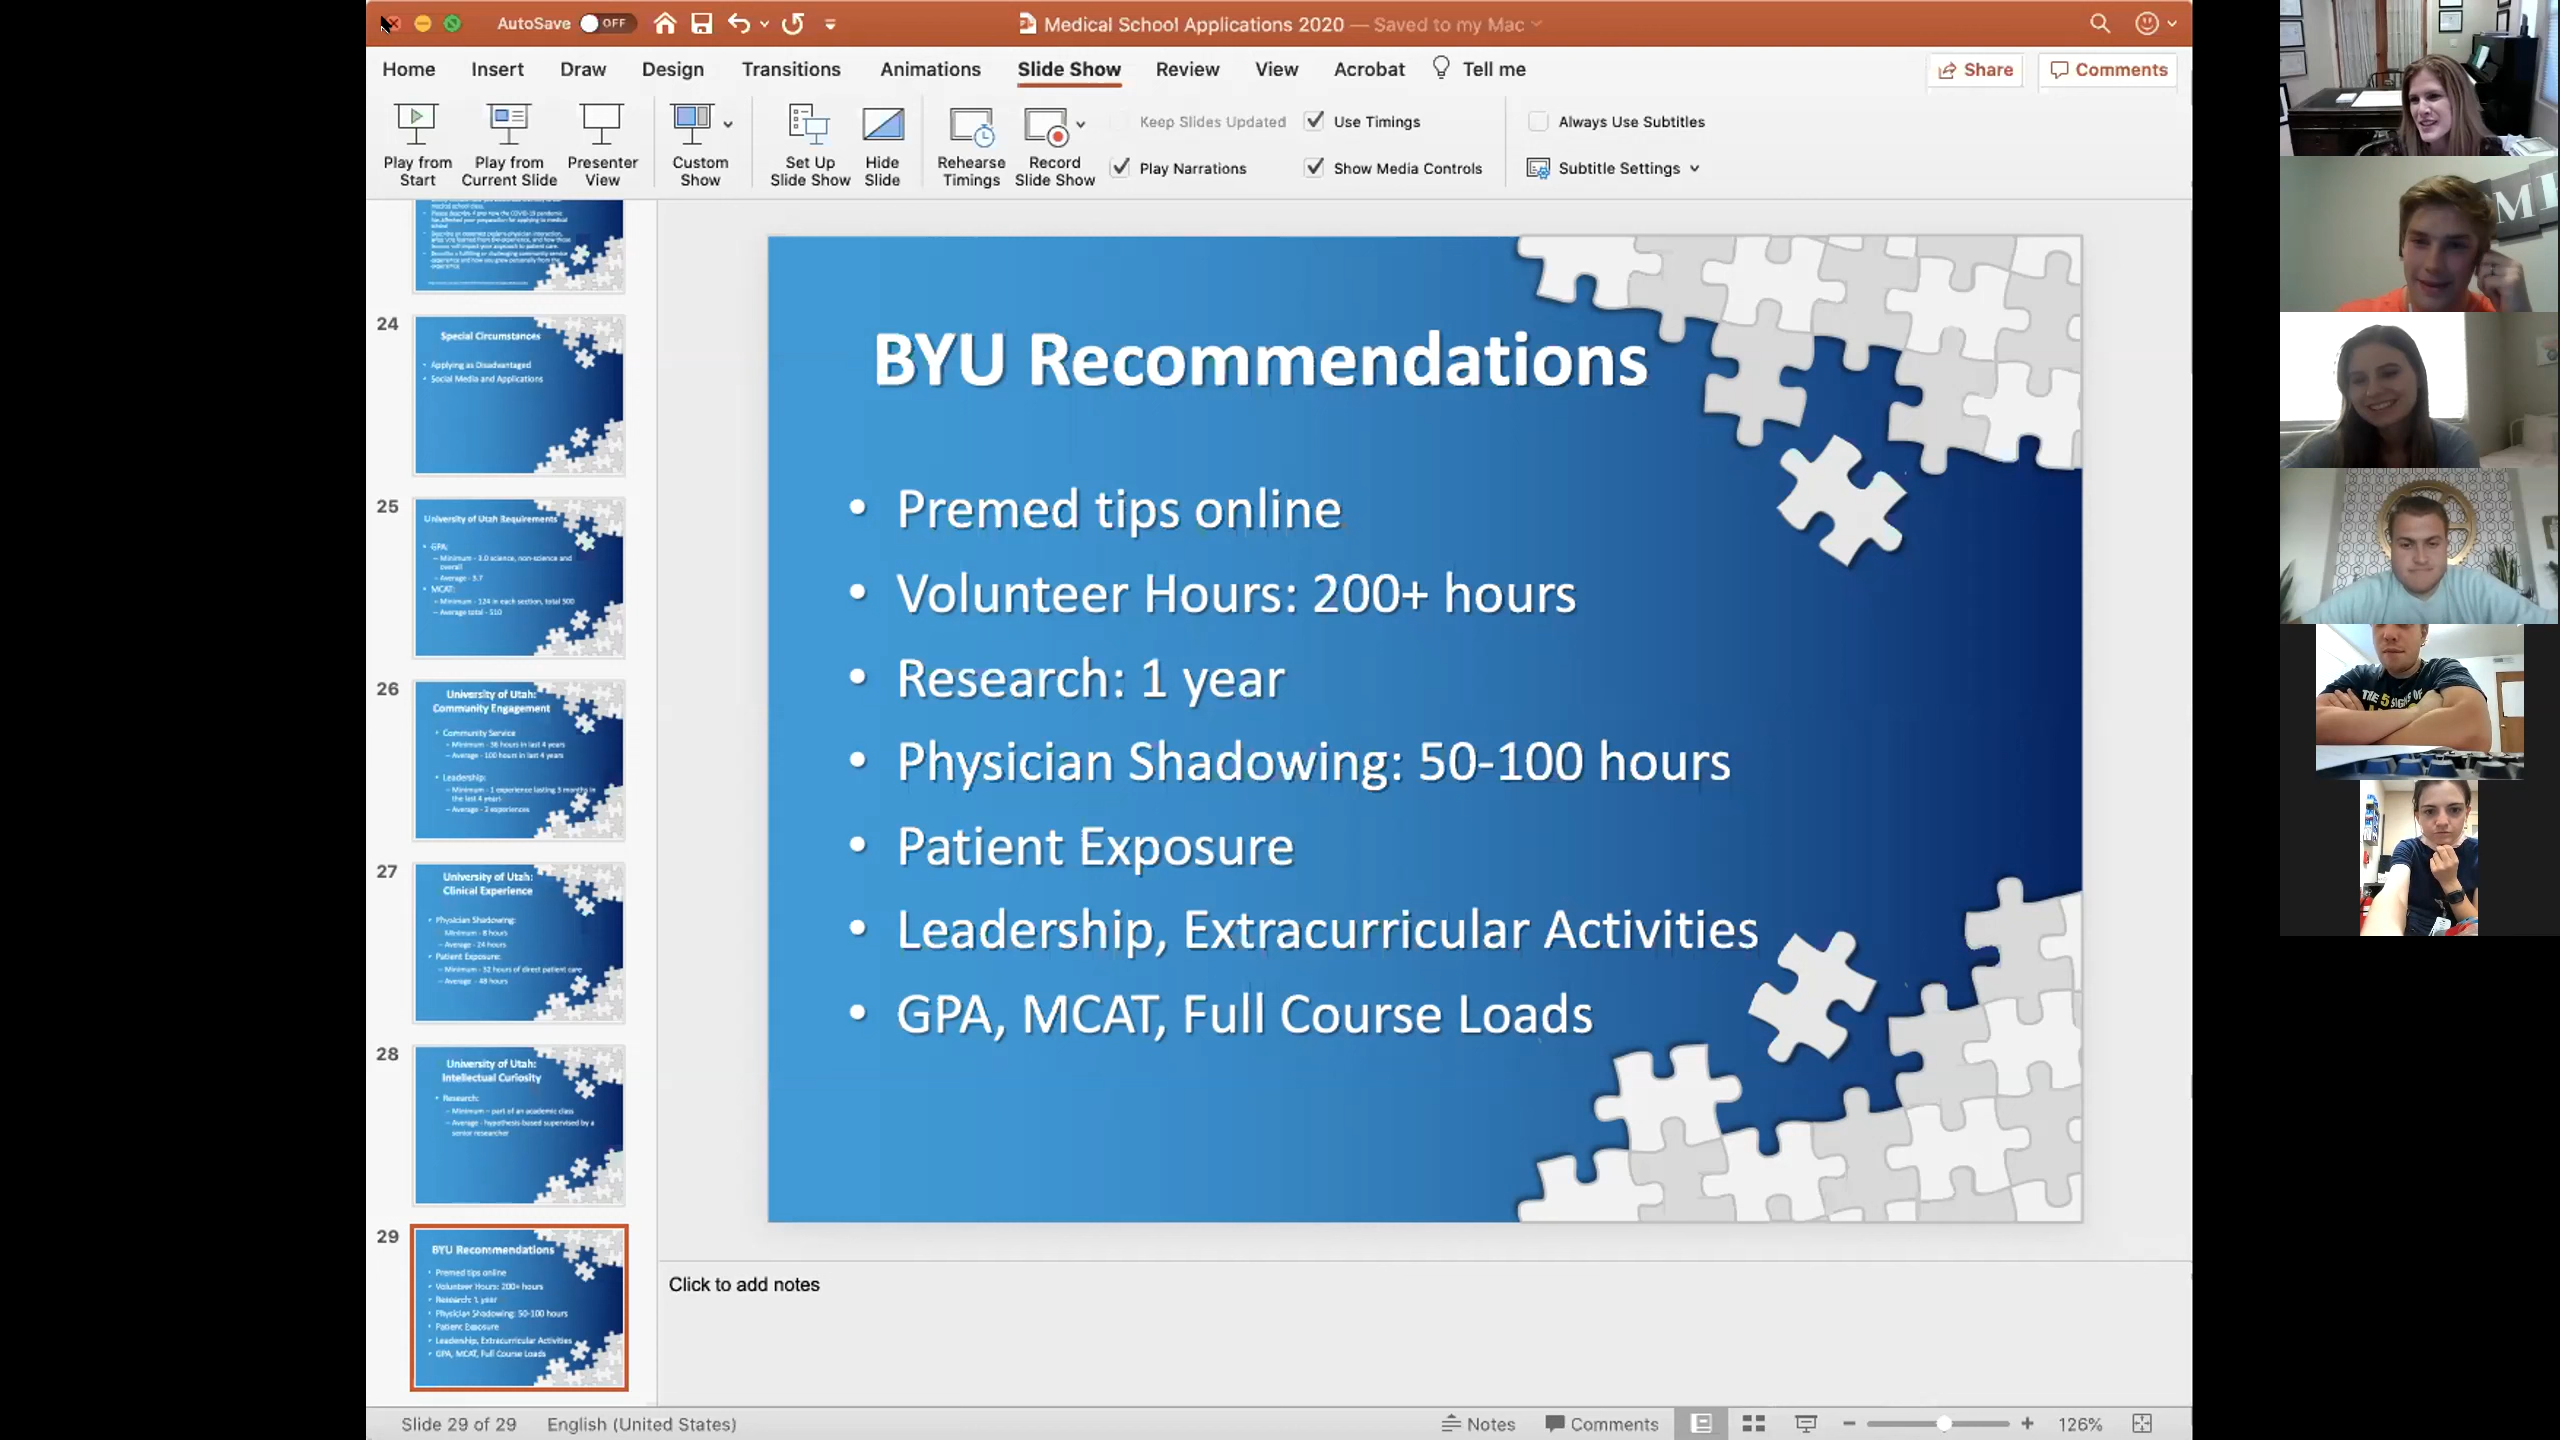 AutoSave OFF
Medical School Applications 2020 — Saved to my Mac
Home Insert Draw Design Transitions Animations Slide Show Review View Acrobat Tell me
Share Comments
Play from Start
Play from Current Slide
Presenter View
Custom Show
Set Up Slide Show
Hide Slide
Rehearse Timings
Record Slide Show
Keep Slides Updated
Play Narrations
Use Timings
Show Media Controls
Always Use Subtitles
Subtitle Settings
24
Special Circumstances
• Applying as Disadvantaged
• Social Media and Applications
25
University of Utah Requirements
• GPA:
– Minimum - 3.0 science, non-science and
overall
– Average - 3.7
• MCAT:
– Minimum - 124 in each section, total 500
– Average total - 510
26
University of Utah:
Community Engagement
• Community Service
– Minimum - 36 hours in last 4 years
– Average - 100 hours in last 4 years
• Leadership:
– Minimum - 1 experience lasting 3 months in
the last 4 years
– Average - 3 experiences
27
University of Utah:
Clinical Experience
• Physician Shadowing:
Minimum - 8 hours
– Average - 24 hours
• Patient Exposure:
– Minimum - 32 hours of direct patient care
– Average - 48 hours
28
University of Utah:
Intellectual Curiosity
• Research:
– Minimum – part of an academic class
– Average - hypothesis-based supervised by a
senior researcher
29
BYU Recommendations
• Premed tips online
• Volunteer Hours: 200+ hours
• Research: 1 year
• Physician Shadowing: 50-100 hours
• Patient Exposure
• Leadership, Extracurricular Activities
• GPA, MCAT, Full Course Loads
BYU Recommendations
• Premed tips online
• Volunteer Hours: 200+ hours
• Research: 1 year
• Physician Shadowing: 50-100 hours
• Patient Exposure
• Leadership, Extracurricular Activities
• GPA, MCAT, Full Course Loads
Click to add notes
Slide 29 of 29 English (United States)
Notes Comments 126%
THE 5